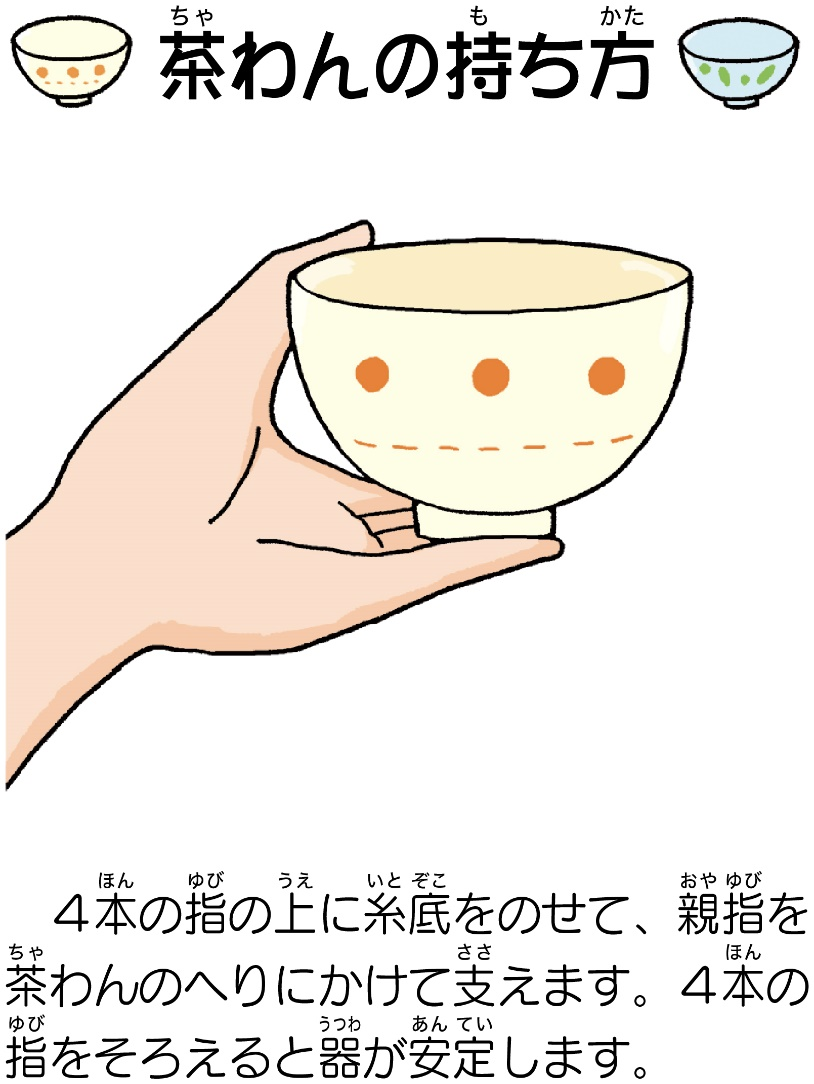 茶わんの持ち方
4本の指の上に糸底をのせて、親指を
茶わんのへりにかけて支えます。4本の
指をそろえると器が安定します。